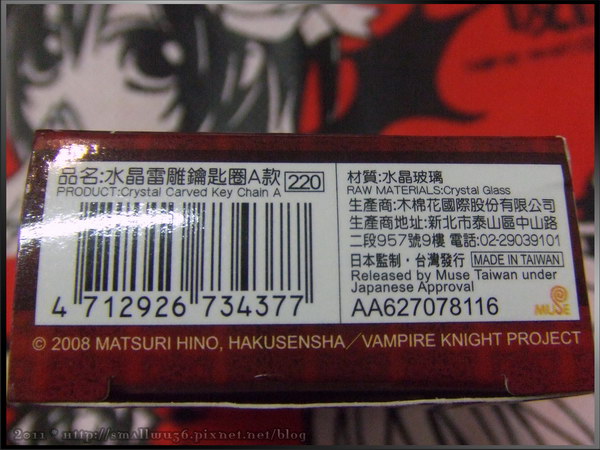 品名:水晶雷雕鑰匙圈A款 220
PRODUCT:Crystal Carved Key Chain A
4 712926 734377
材質:水晶玻璃
RAW MATERIALS:Crystal Glass
生產商:木棉花國際股份有限公司
生產商地址:新北市泰山區中山路
二段957號9樓 電話:02-29039101
日本監制・台灣發行 MADE IN TAIWAN
Released by Muse Taiwan under
Japanese Approval
AA627078116
MUSE
© 2008 MATSURI HINO, HAKUSENSHA/VAMPIRE KNIGHT PROJECT
2011 * http://smallwu36.pixnet.net/blog